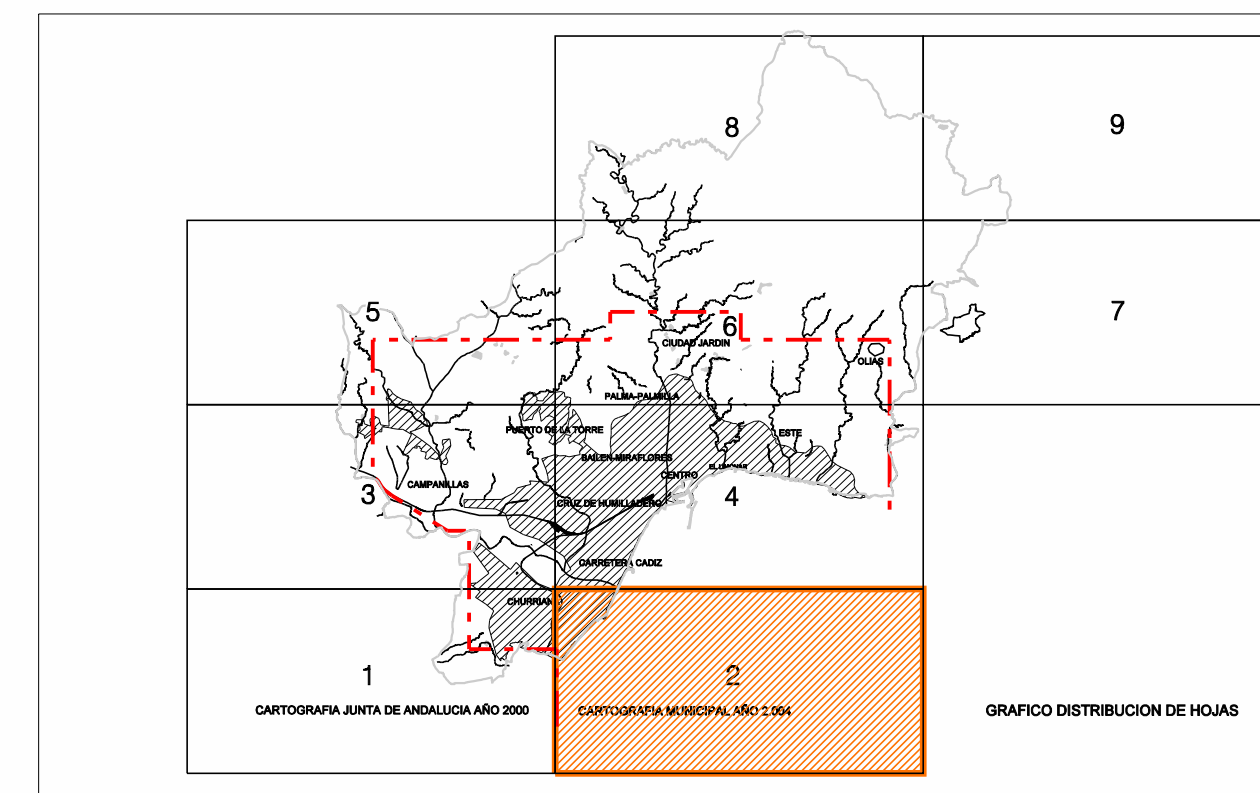 8
9
5
6
7
CIUDAD JARDIN
OLIAS
PALMA-PALMILLA
PUERTO DE LA TORRE
ESTE
BAILEN-MIRAFLORES
CENTRO
EL LIMONAR
CAMPANILLAS
3
4
CRUZ DE HUMILLADERO
CARRETERA CADIZ
CHURRIANA
1
2
CARTOGRAFIA JUNTA DE ANDALUCIA AÑO 2000
CARTOGRAFIA MUNICIPAL AÑO 2.004
GRAFICO DISTRIBUCION DE HOJAS